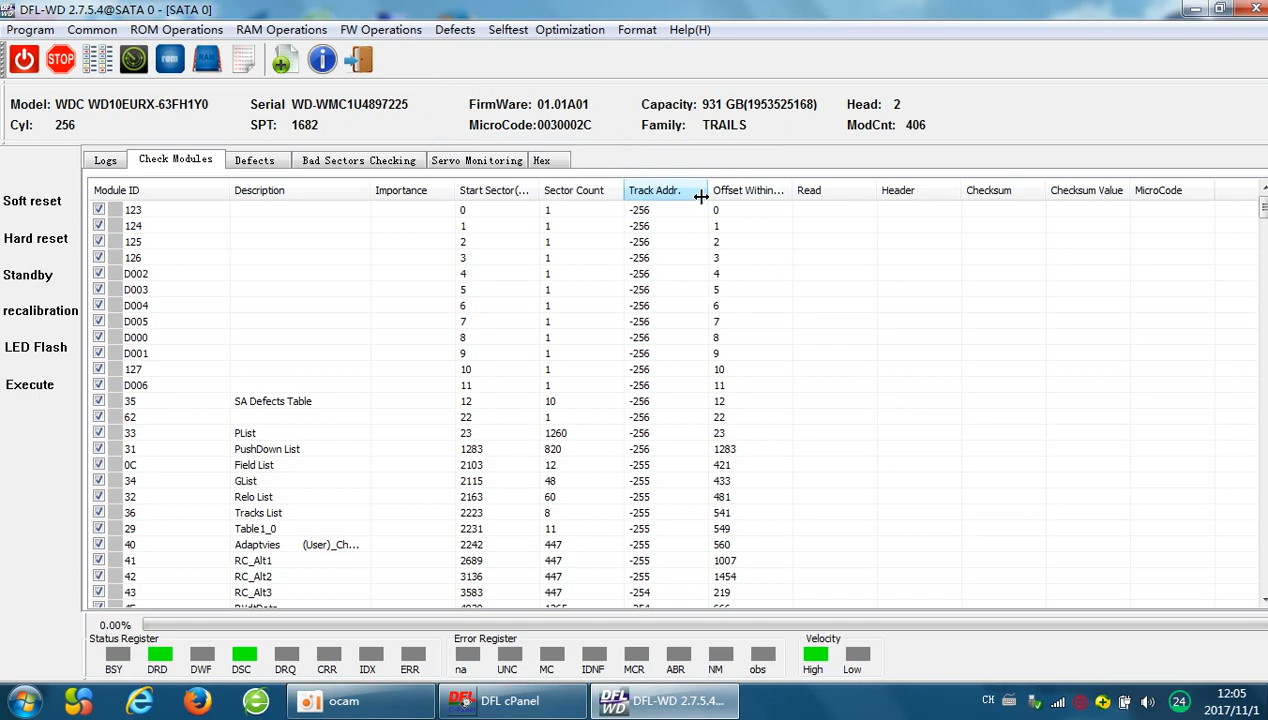 DFL-WD 2.7.5.4@SATA 0 - [SATA 0]
Program Common ROM Operations RAM Operations FW Operations Defects Selftest Optimization Format Help(H)
STOP rom RAM
Model: WDC WD10EURX-63FH1Y0 Serial WD-WMC1U4897225 FirmWare: 01.01A01 Capacity: 931 GB(1953525168) Head: 2
Cyl: 256 SPT: 1682 MicroCode:0030002C Family: TRAILS ModCnt: 406
Logs Check Modules Defects Bad Sectors Checking Servo Monitoring Hex
Soft reset
Hard reset
Standby
recalibration
LED Flash
Execute
Module ID Description Importance Start Sector(... Sector Count Track Addr. Offset Within... Read Header Checksum Checksum Value MicroCode
123 0 1 -256 0
124 1 1 -256 1
125 2 1 -256 2
126 3 1 -256 3
D002 4 1 -256 4
D003 5 1 -256 5
D004 6 1 -256 6
D005 7 1 -256 7
D000 8 1 -256 8
D001 9 1 -256 9
127 10 1 -256 10
D006 11 1 -256 11
35 SA Defects Table 12 10 -256 12
62 22 1 -256 22
33 PList 23 1260 -256 23
31 PushDown List 1283 820 -256 1283
0C Field List 2103 12 -255 421
34 GList 2115 48 -255 433
32 Relo List 2163 60 -255 481
36 Tracks List 2223 8 -255 541
29 Table1_0 2231 11 -255 549
40 Adaptvies (User)_Ch... 2242 447 -255 560
41 RC_Alt1 2689 447 -255 1007
42 RC_Alt2 3136 447 -255 1454
43 RC_Alt3 3583 447 -254 219
0.00%
Status Register Error Register Velocity
BSY DRD DWF DSC DRQ CRR IDX ERR na UNC MC IDNF MCR ABR NM obs High Low
ocam DFL cPanel DFL-WD 2.7.5.4... CH 24 12:05
2017/11/1